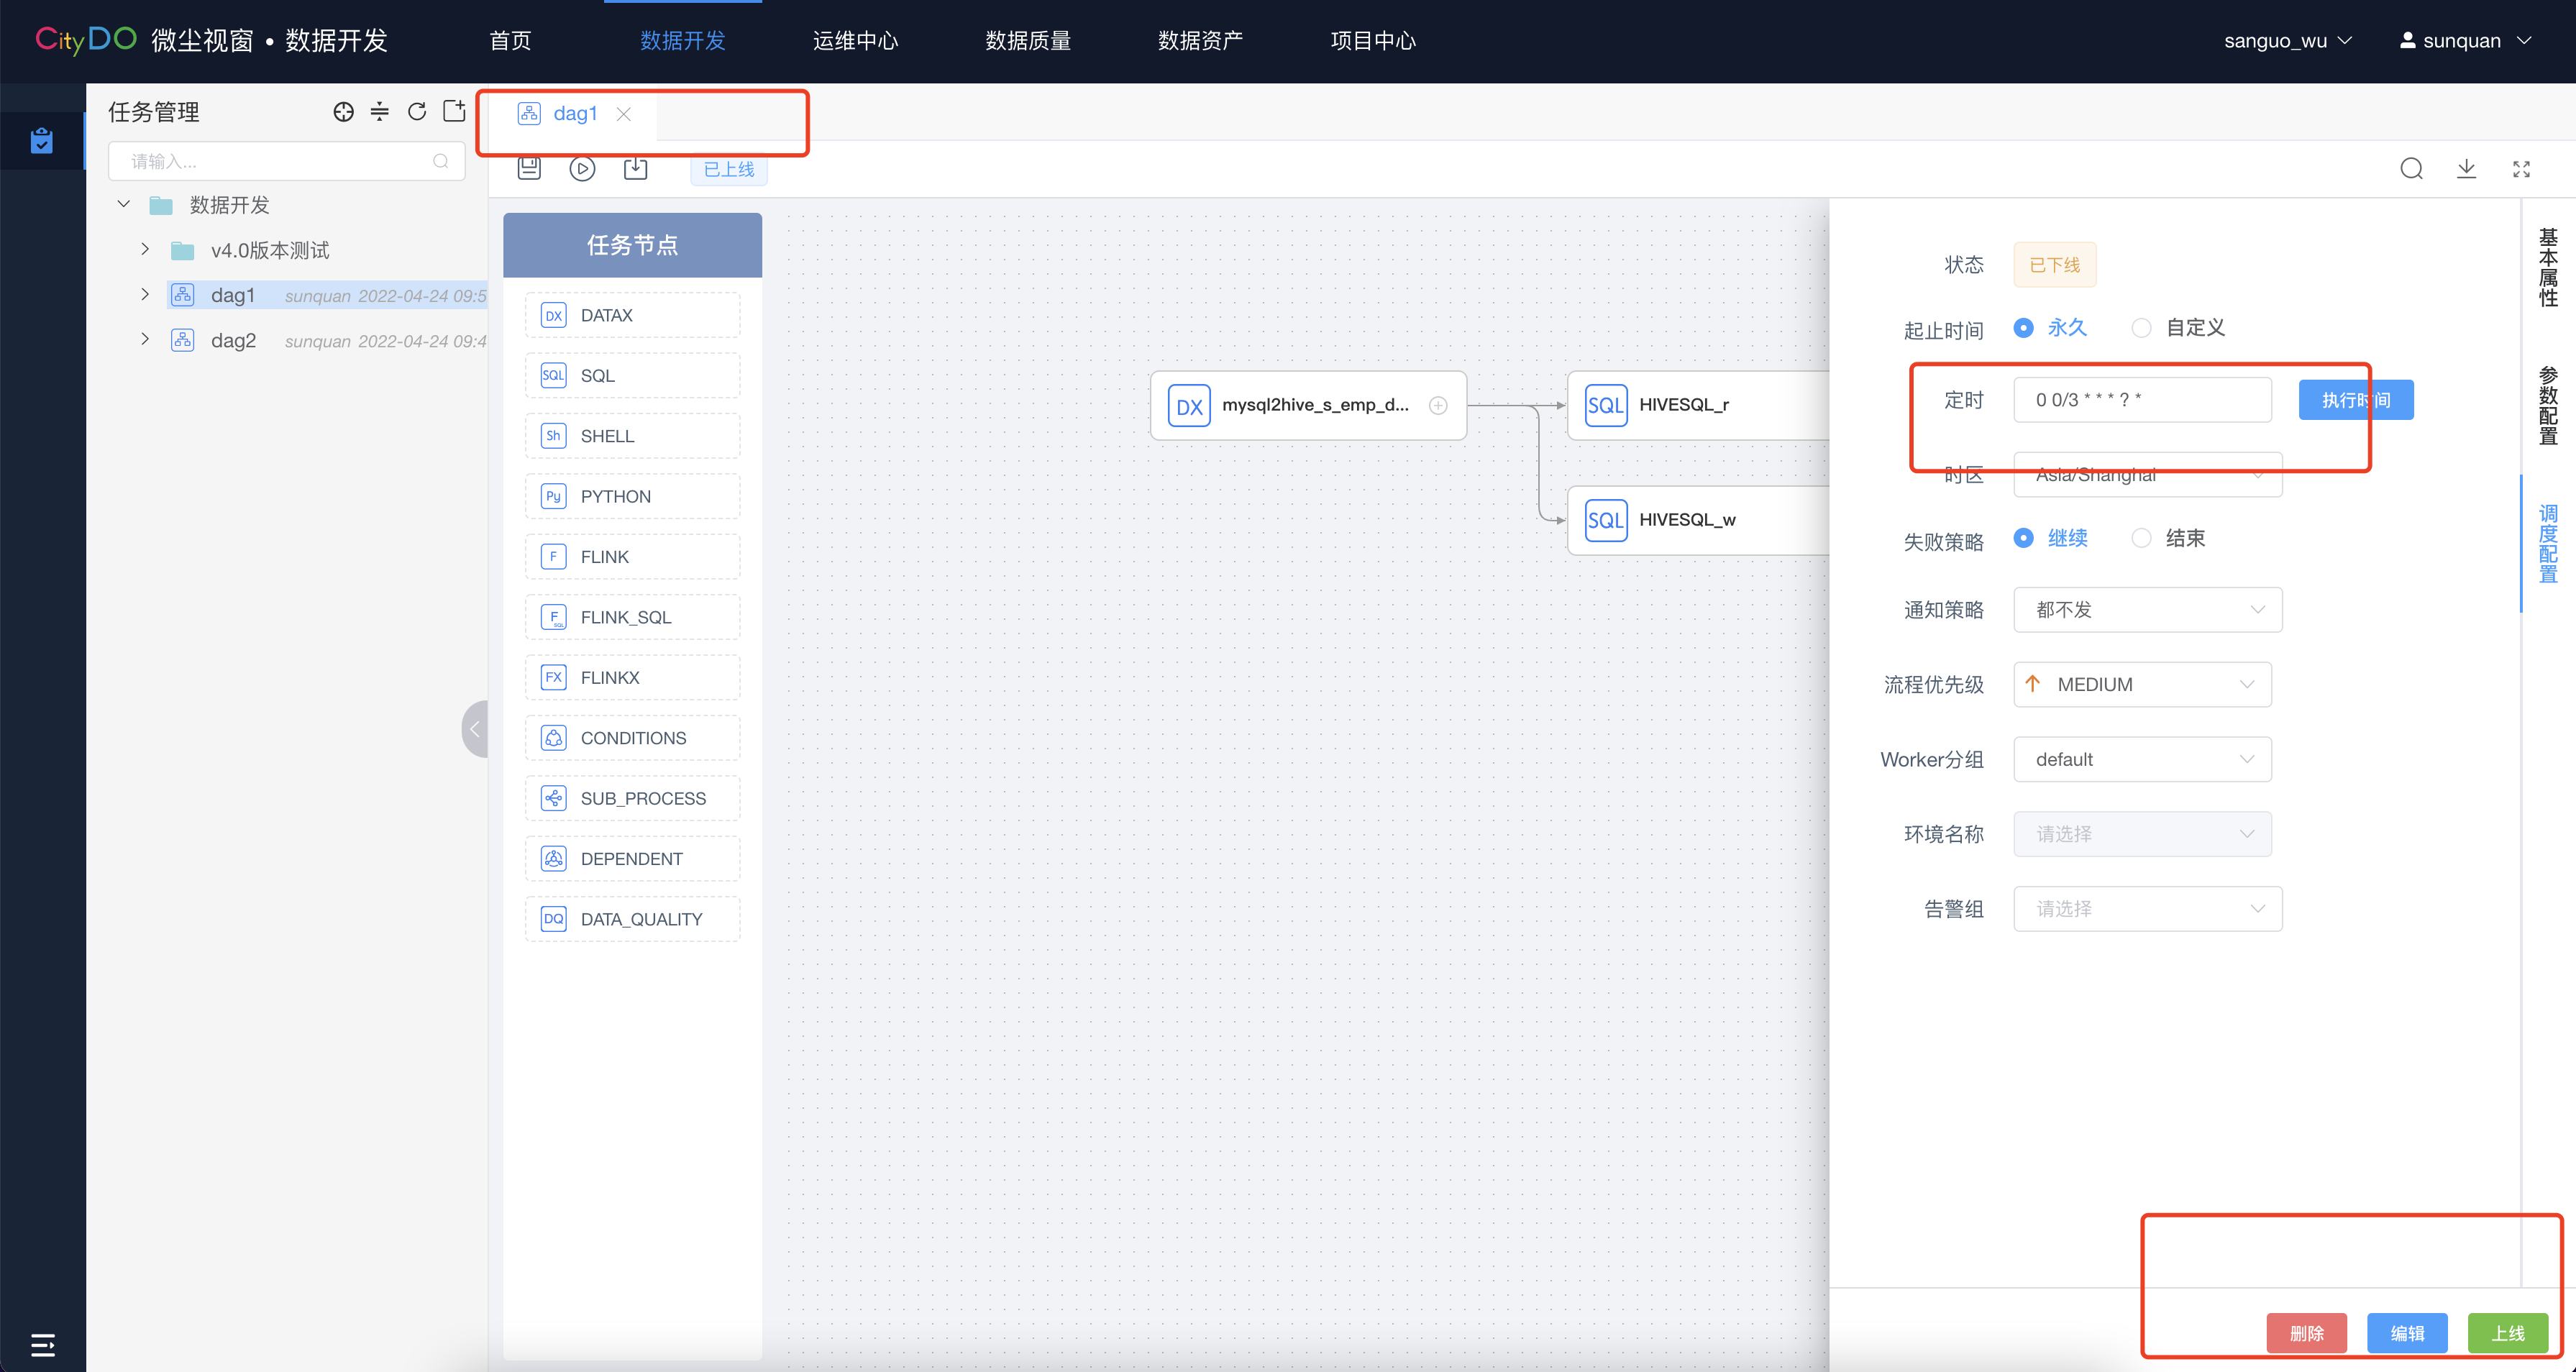 CityDO 微尘视窗 • 数据开发
首页
数据开发
运维中心
数据质量
数据资产
项目中心
sanguo_wu
sunquan
任务管理
请输入...
数据开发
v4.0版本测试
dag1 sunquan 2022-04-24 09:5
dag2 sunquan 2022-04-24 09:4
dag1
已上线
任务节点
DX DATAX
SQL SQL
Sh SHELL
Py PYTHON
F FLINK
F SQL FLINK_SQL
FX FLINKX
CONDITIONS
SUB_PROCESS
DEPENDENT
DQ DATA_QUALITY
DX mysql2hive_s_emp_d...
SQL HIVESQL_r
SQL HIVESQL_w
状态 已下线
起止时间 永久 自定义
定时 0 0/3 * * * ? * 执行时间
时区 Asia/Shanghai
失败策略 继续 结束
通知策略 都不发
流程优先级 MEDIUM
Worker分组 default
环境名称 请选择
告警组 请选择
基本属性
参数配置
调度配置
删除 编辑 上线